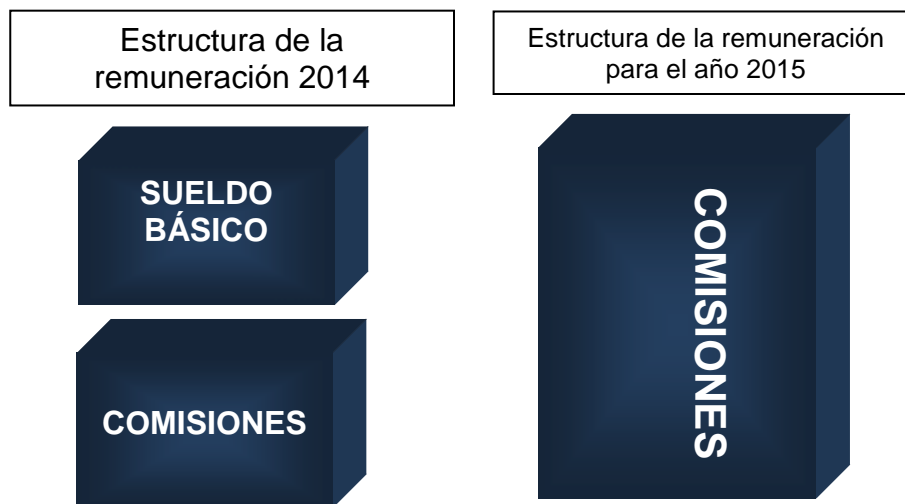 Estructura de la
remuneración 2014
Estructura de la remuneración
para el año 2015
SUELDO
BÁSICO
COMISIONES
COMISIONES